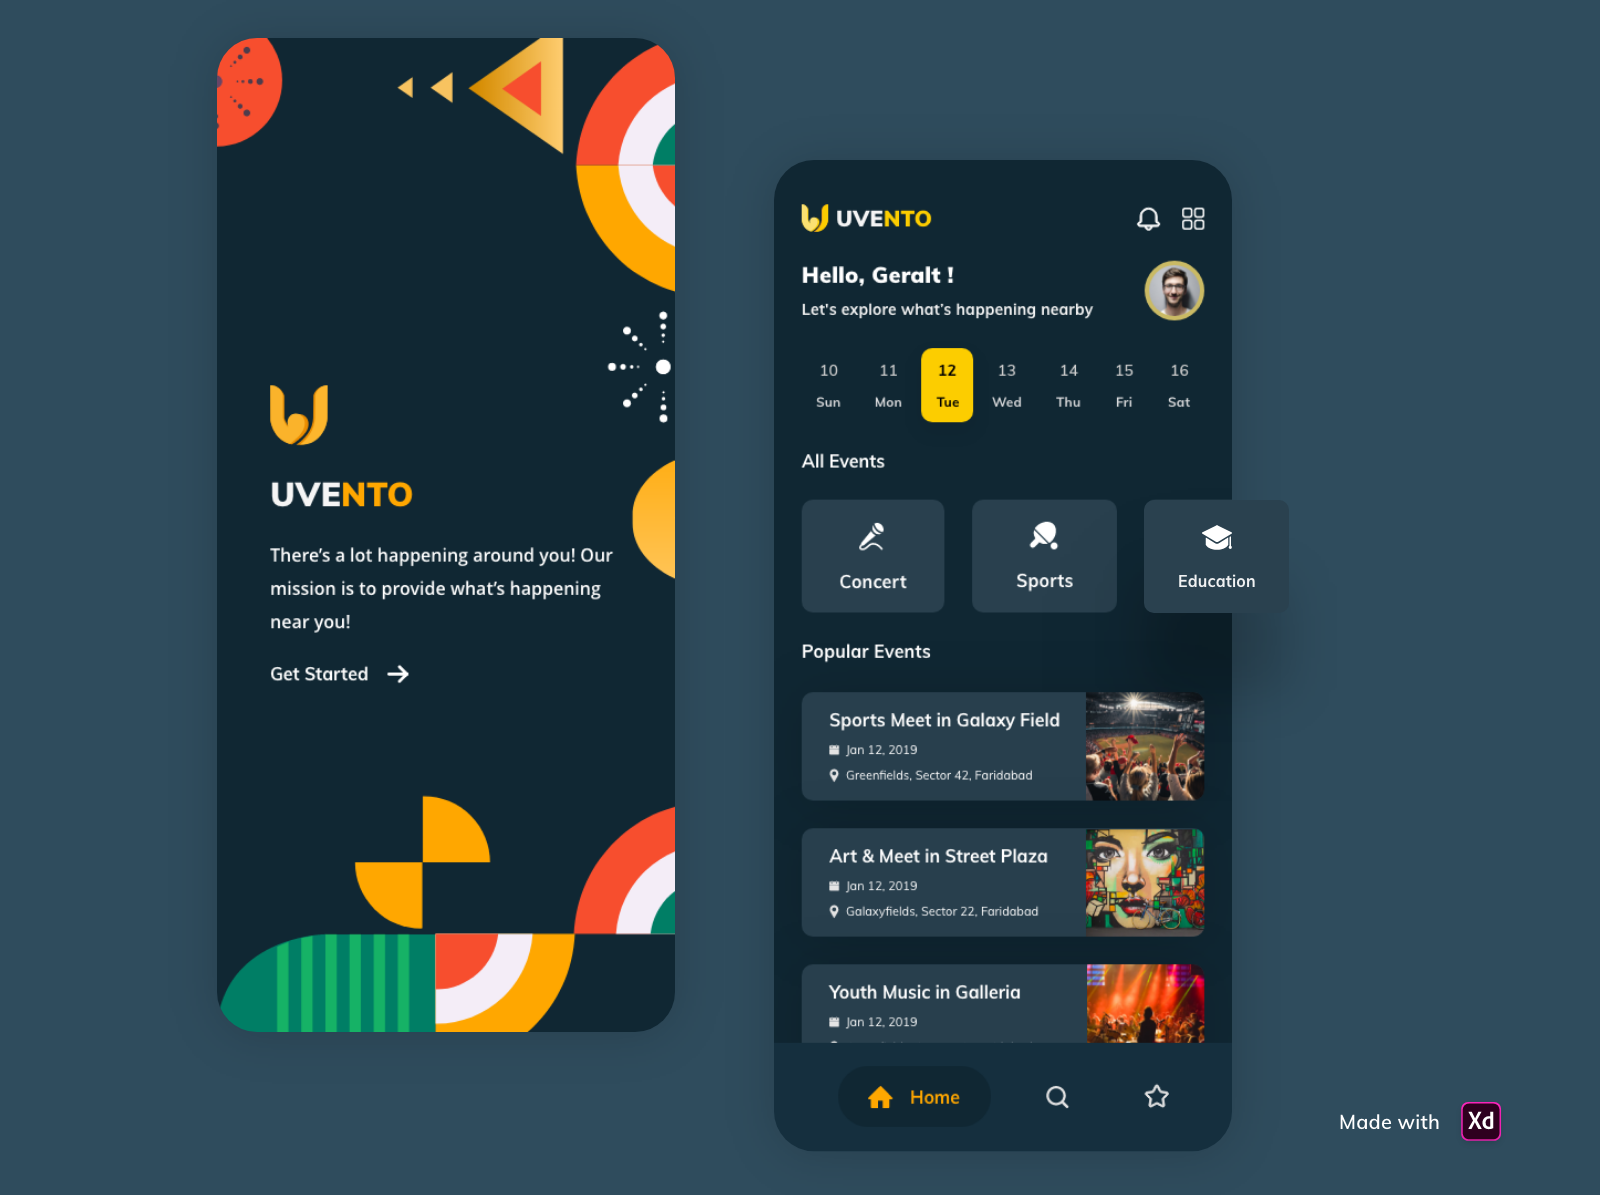 UVENTO
There's a lot happening around you! Our
mission is to provide what's happening
near you!
Get Started
UVENTO
Hello, Geralt !
Let's explore what's happening nearby
10 11 12 13 14 15 16
Sun Mon Tue Wed Thu Fri Sat
All Events
Concert Sports Education
Popular Events
Sports Meet in Galaxy Field
Jan 12, 2019
Greenfields, Sector 42, Faridabad
Art & Meet in Street Plaza
Jan 12, 2019
Galaxyfields, Sector 22, Faridabad
Youth Music in Galleria
Jan 12, 2019
Home
Made with Xd